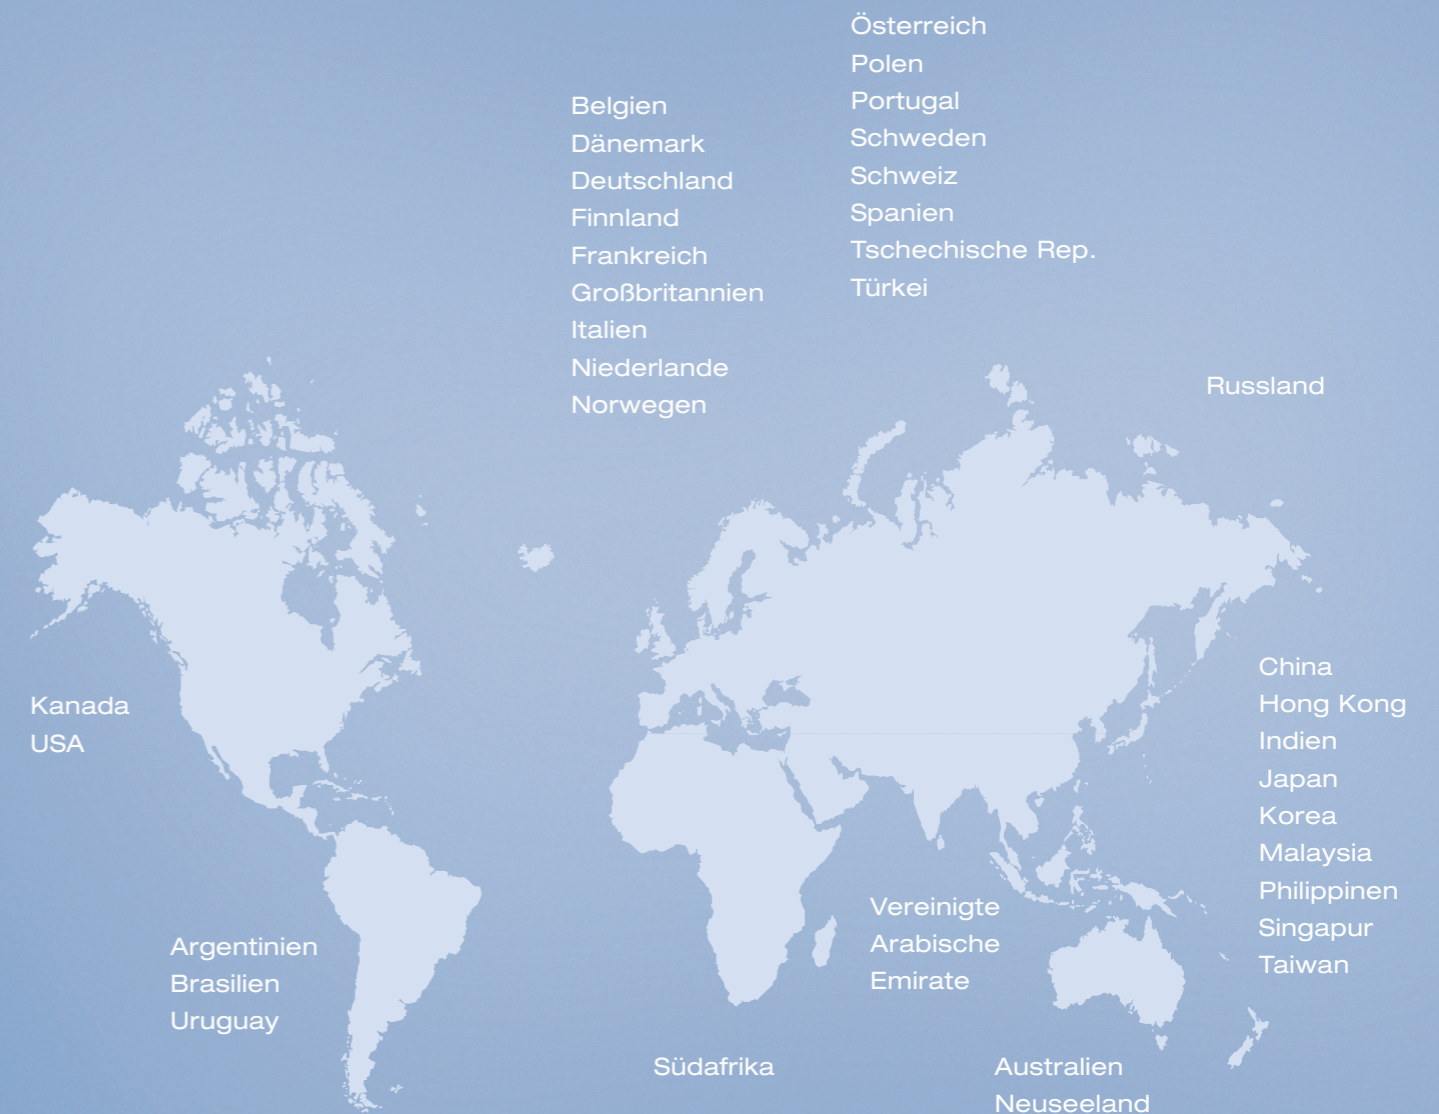 Belgien
Dänemark
Deutschland
Finnland
Frankreich
Großbritannien
Italien
Niederlande
Norwegen
Österreich
Polen
Portugal
Schweden
Schweiz
Spanien
Tschechische Rep.
Türkei
Russland
Kanada
USA
China
Hong Kong
Indien
Japan
Korea
Malaysia
Philippinen
Singapur
Taiwan
Argentinien
Brasilien
Uruguay
Vereinigte
Arabische
Emirate
Südafrika
Australien
Neuseeland